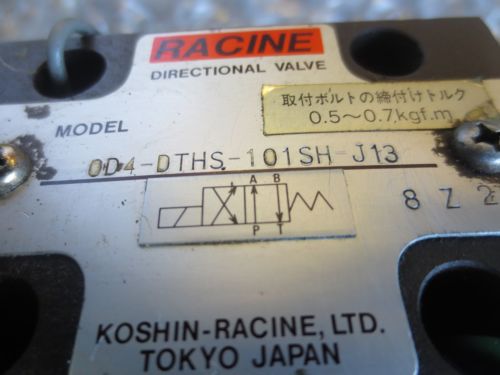 RACINE
DIRECTIONAL VALVE
取付ボルトの締付けトルク
0.5~0.7kgf.m
MODEL
OD4-DTHS-101SH-J13
A B
P T
8 Z 2
KOSHIN-RACINE, LTD.
TOKYO JAPAN